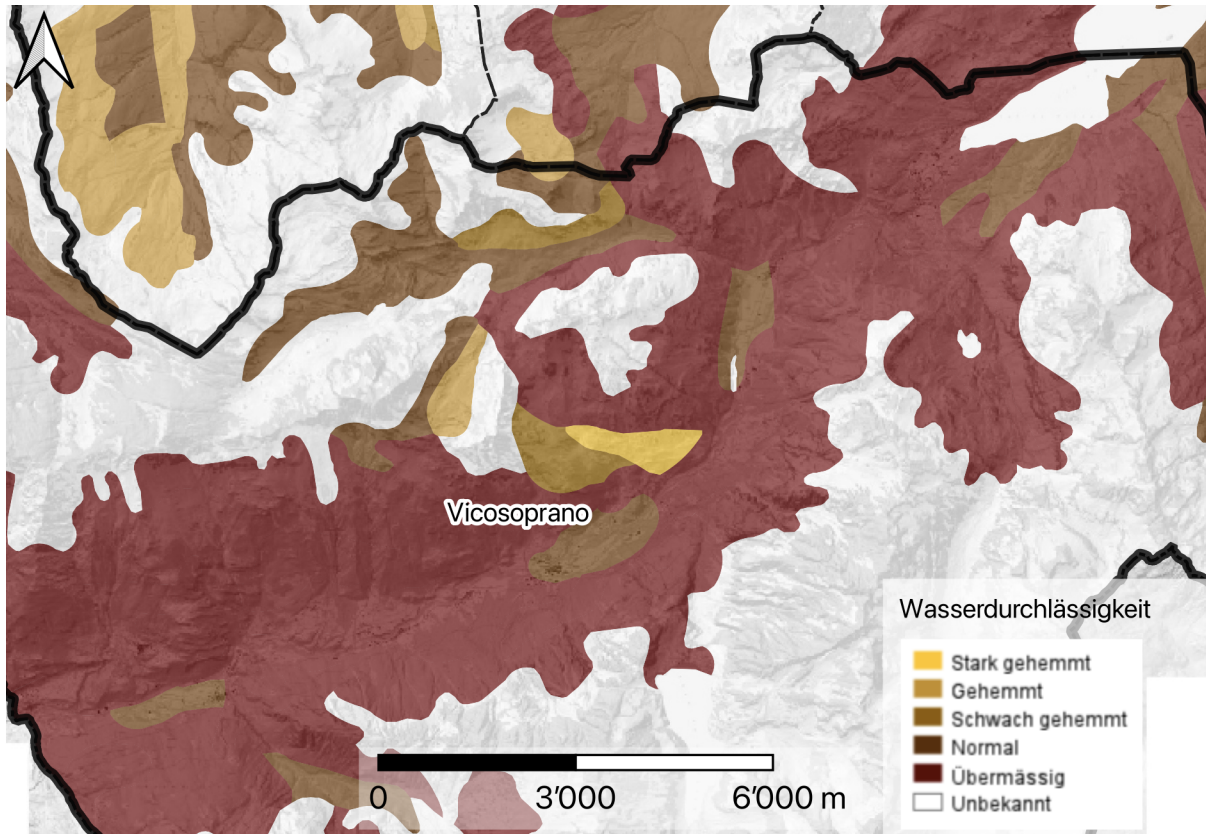 Vicosoprano
Wasserdurchlässigkeit
Stark gehemmt
Gehemmt
Schwach gehemmt
Normal
Übermässig
Unbekannt
0 3'000 6'000 m